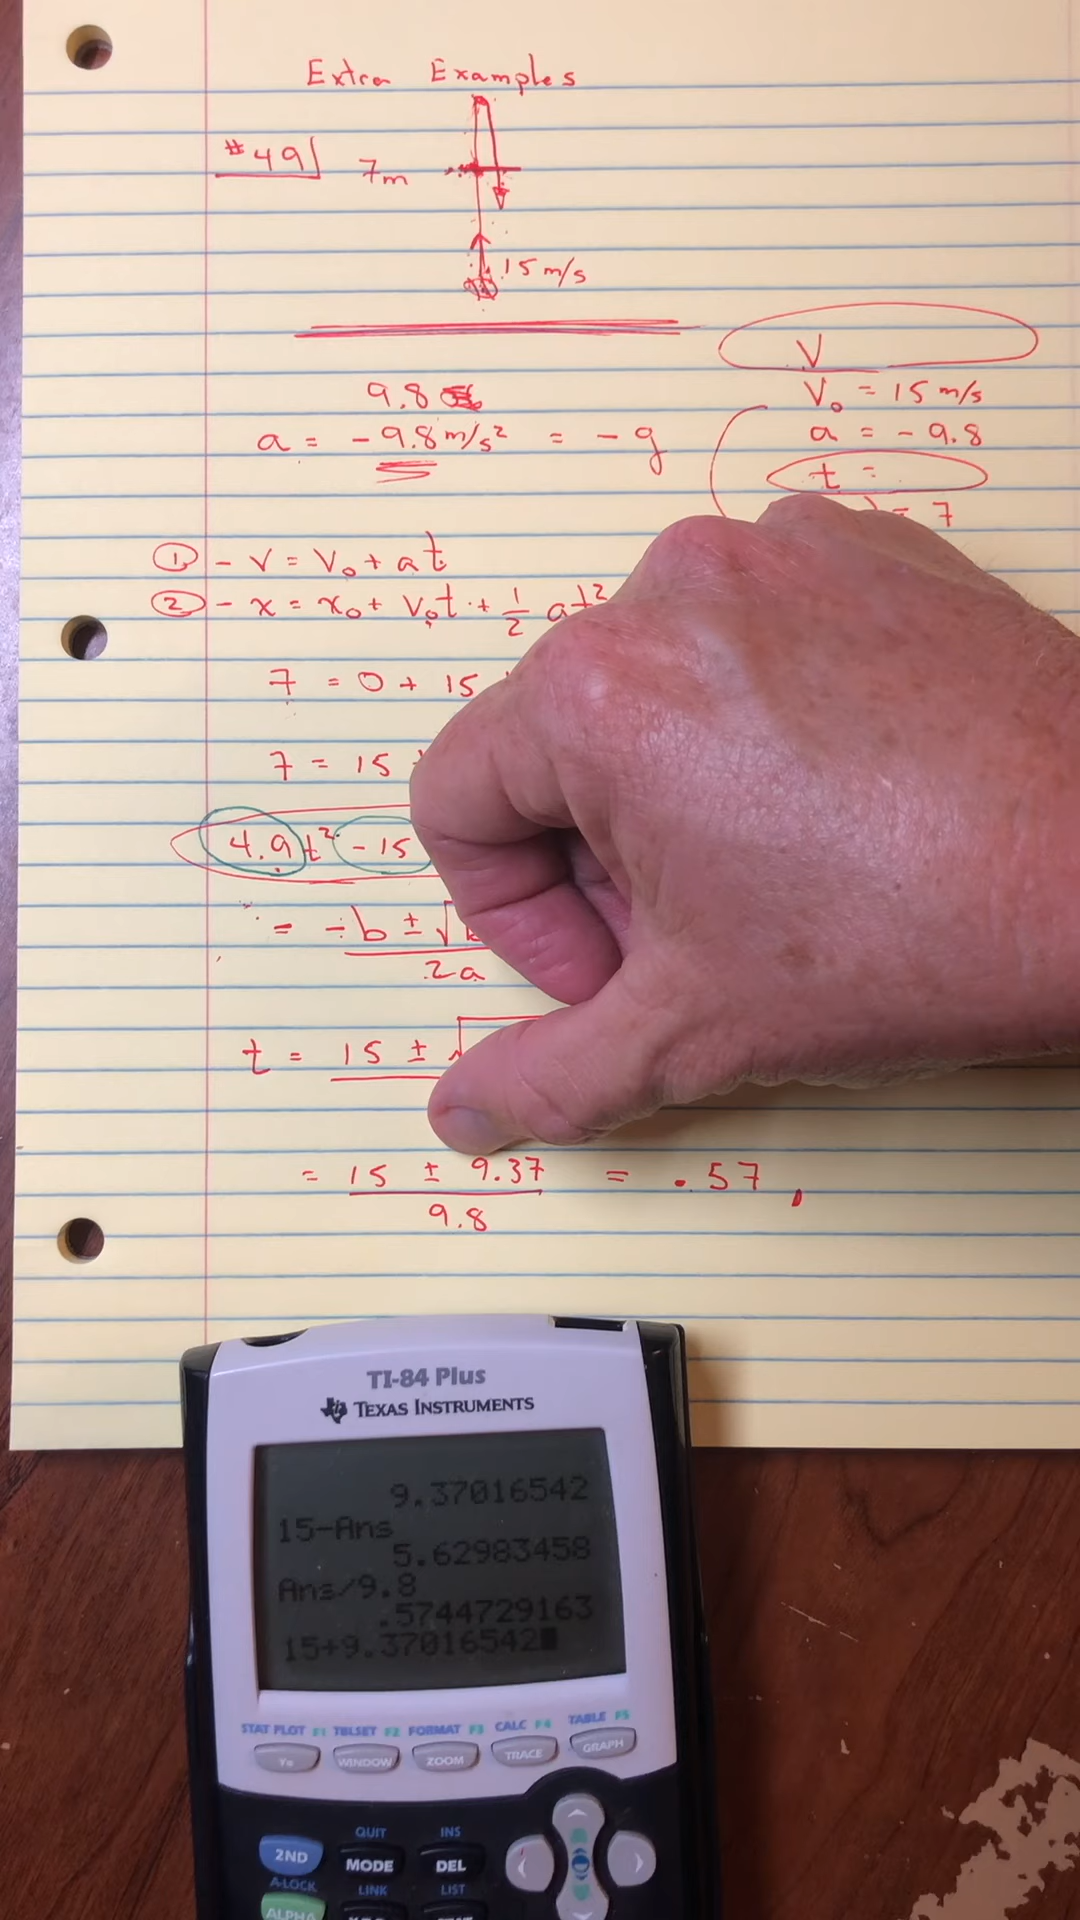 Extra Examples
#49
7m
15 m/s
V
9.8
V₀ = 15 m/s
a = -9.8 m/s² = -g
a = -9.8
t =
= 7
① - v = v₀ + at
② - x = x₀ + v₀t + 1/2 at²
7 = 0 + 15
7 = 15
4.9t² - 15
= -b ± √
2a
t = 15 ± √
= 15 ± 9.37 = .57,
9.8
TI-84 Plus
TEXAS INSTRUMENTS
9.37016542
15-Ans
5.62983458
Ans/9.8
.5744729163
15+9.37016542
STAT PLOT F1 TBLSET F2 FORMAT F3 CALC F4 TABLE F5
Y= WINDOW ZOOM TRACE GRAPH
QUIT INS
2ND MODE DEL
A-LOCK LINK LIST
ALPHA